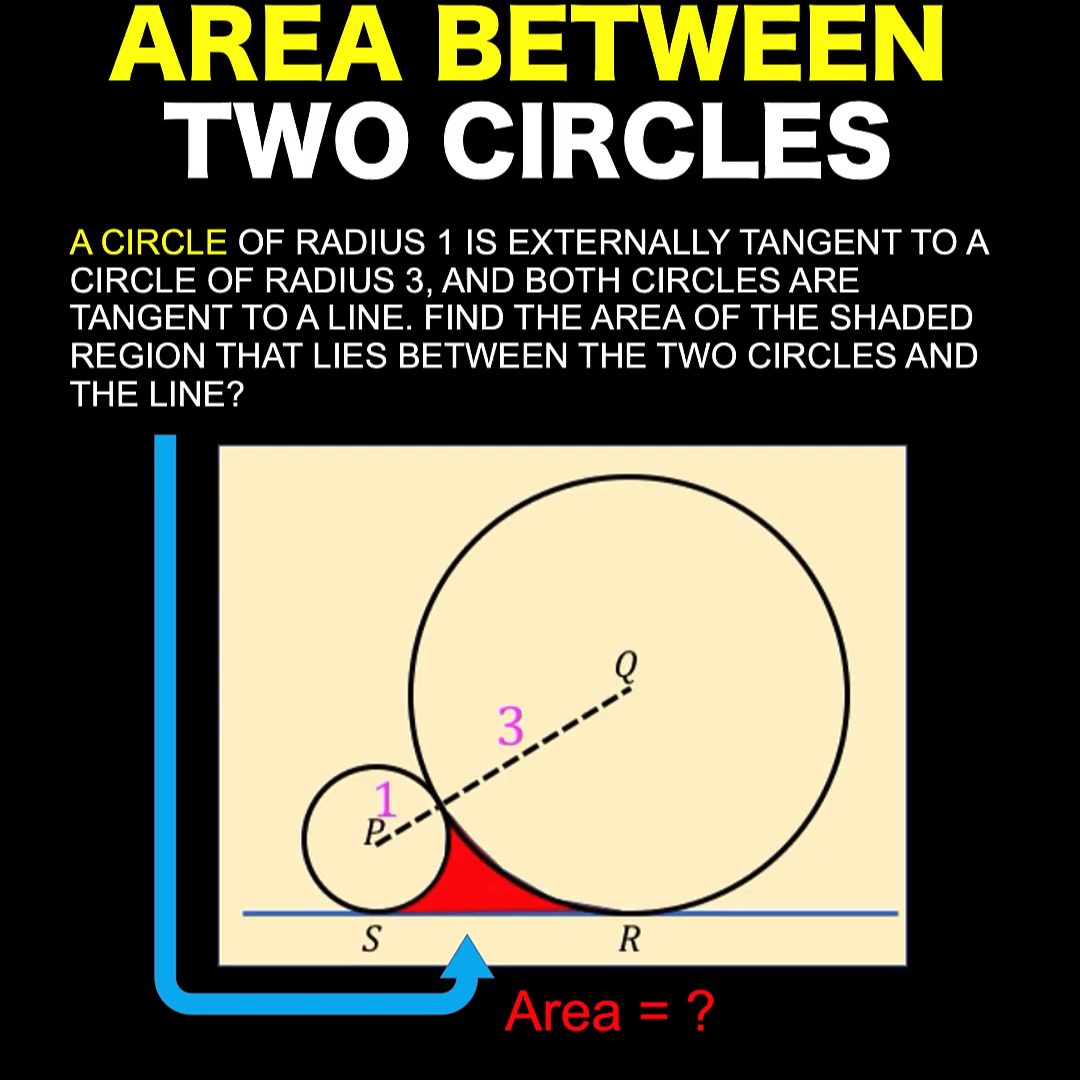 AREA BETWEEN
TWO CIRCLES
A CIRCLE OF RADIUS 1 IS EXTERNALLY TANGENT TO A
CIRCLE OF RADIUS 3, AND BOTH CIRCLES ARE
TANGENT TO A LINE. FIND THE AREA OF THE SHADED
REGION THAT LIES BETWEEN THE TWO CIRCLES AND
THE LINE?
Q
3
1
P
S R
Area = ?